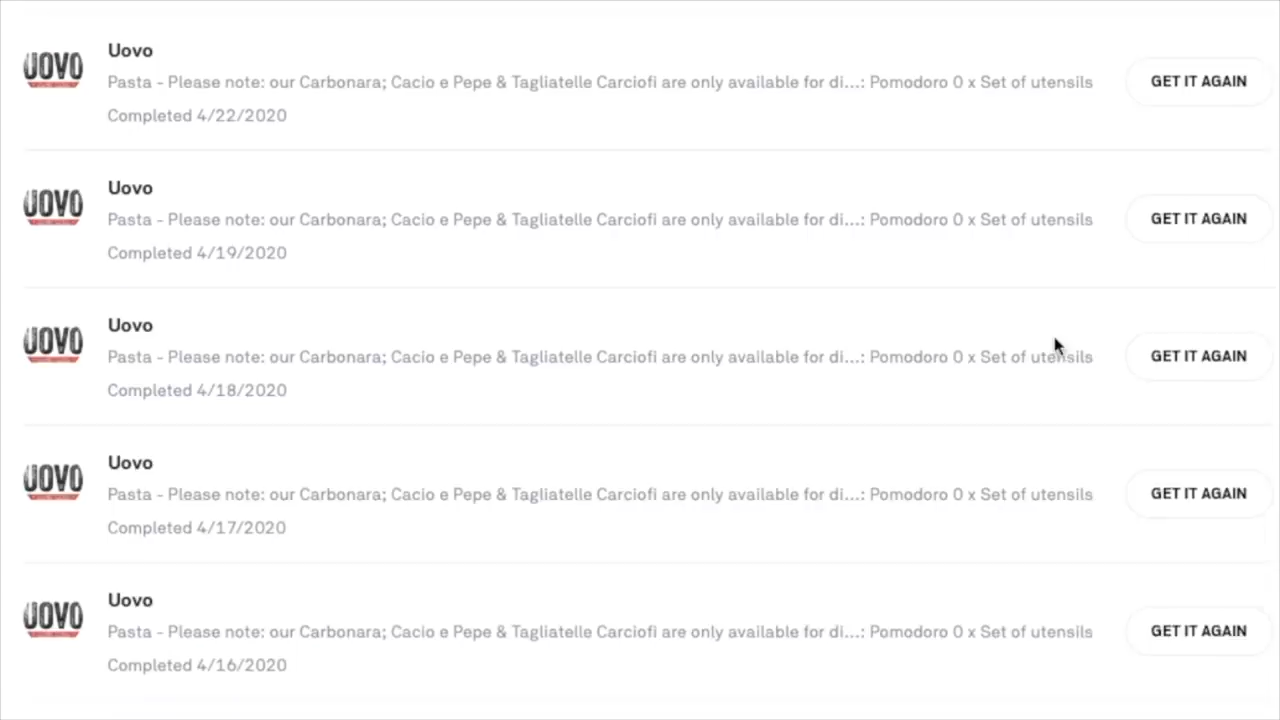 UOVO
Uovo
Pasta - Please note: our Carbonara; Cacio e Pepe & Tagliatelle Carciofi are only available for di...: Pomodoro 0 x Set of utensils
Completed 4/22/2020
GET IT AGAIN
UOVO
Uovo
Pasta - Please note: our Carbonara; Cacio e Pepe & Tagliatelle Carciofi are only available for di...: Pomodoro 0 x Set of utensils
Completed 4/19/2020
GET IT AGAIN
UOVO
Uovo
Pasta - Please note: our Carbonara; Cacio e Pepe & Tagliatelle Carciofi are only available for di...: Pomodoro 0 x Set of utensils
Completed 4/18/2020
GET IT AGAIN
UOVO
Uovo
Pasta - Please note: our Carbonara; Cacio e Pepe & Tagliatelle Carciofi are only available for di...: Pomodoro 0 x Set of utensils
Completed 4/17/2020
GET IT AGAIN
UOVO
Uovo
Pasta - Please note: our Carbonara; Cacio e Pepe & Tagliatelle Carciofi are only available for di...: Pomodoro 0 x Set of utensils
Completed 4/16/2020
GET IT AGAIN